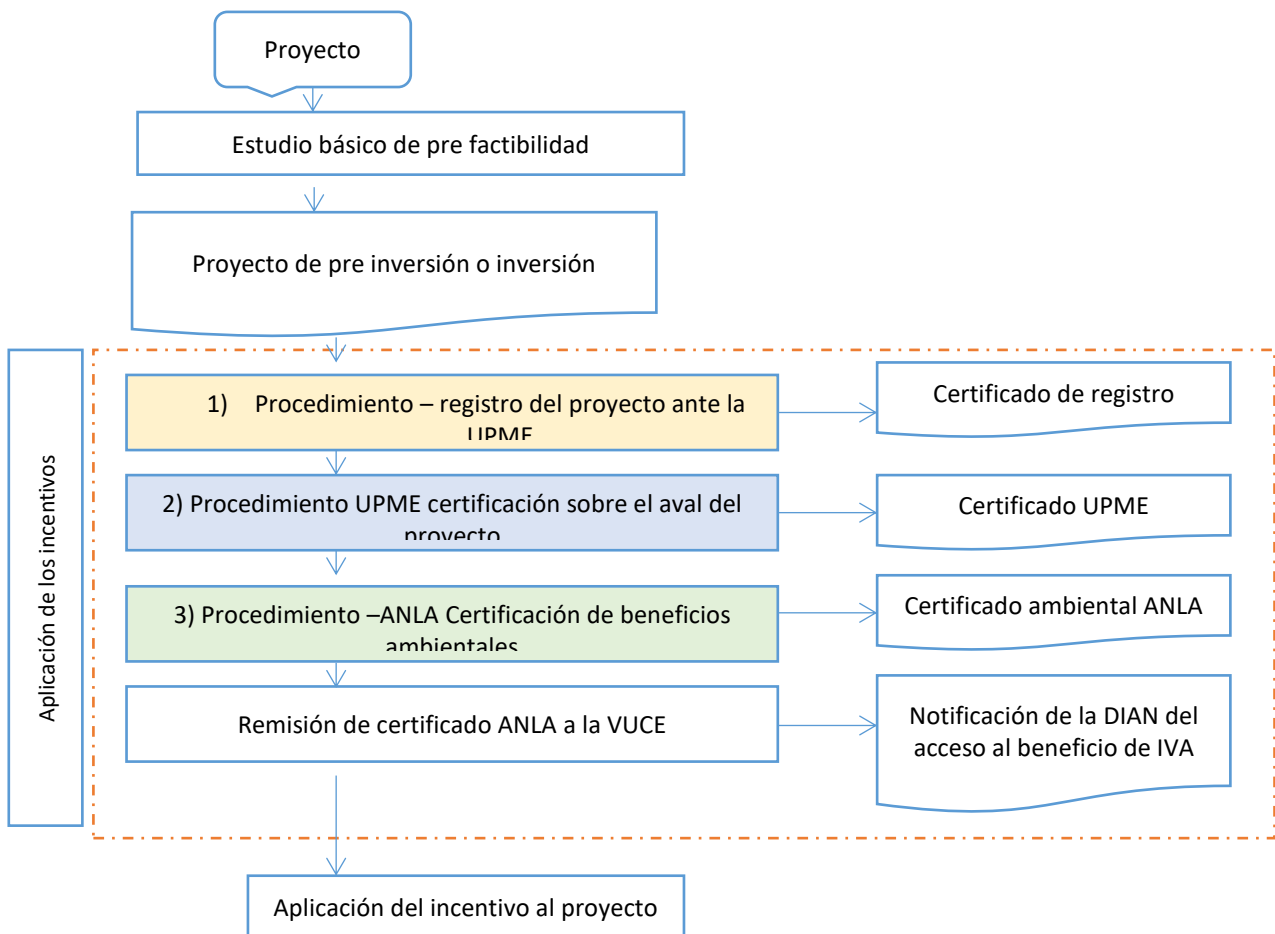 Proyecto
Estudio básico de pre factibilidad
Proyecto de pre inversión o inversión
Aplicación de los incentivos
1) Procedimiento – registro del proyecto ante la
UPME
Certificado de registro
2) Procedimiento UPME certificación sobre el aval del
proyecto
Certificado UPME
3) Procedimiento –ANLA Certificación de beneficios
ambientales
Certificado ambiental ANLA
Remisión de certificado ANLA a la VUCE
Notificación de la DIAN del
acceso al beneficio de IVA
Aplicación del incentivo al proyecto